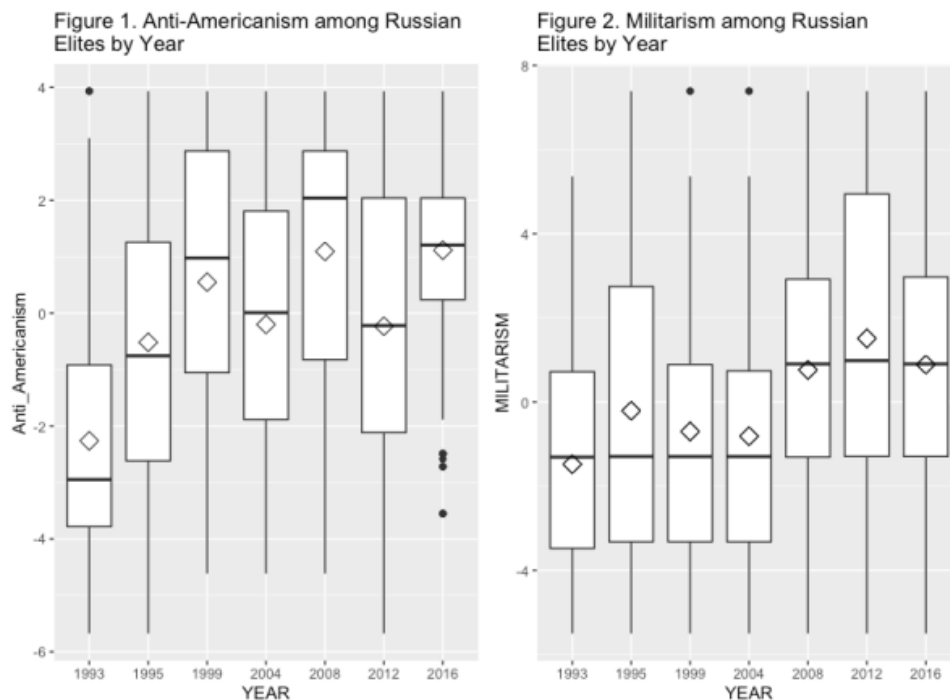 Figure 1. Anti-Americanism among Russian
Elites by Year
4
2
0
-2
-4
-6
Anti_Americanism
1993 1995 1999 2004 2008 2012 2016
YEAR
Figure 2. Militarism among Russian
Elites by Year
8
4
0
-4
MILITARISM
1993 1995 1999 2004 2008 2012 2016
YEAR